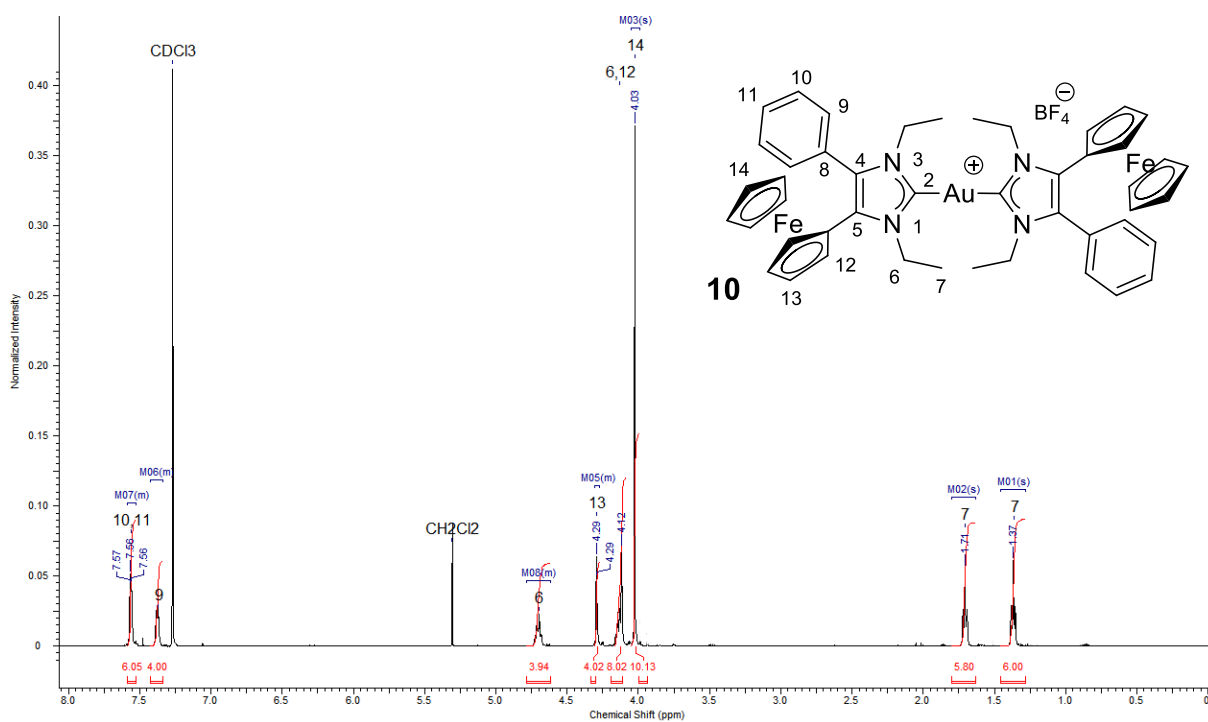 M03(s)
14
CDCl3
6,12
4.03
0.40
0.35
0.30
0.25
0.20
0.15
0.10
0.05
0
Normalized Intensity
10
11
9
8
14
4
5
N
3
2
1
N
Fe
12
13
6
7
Au
⊕
N
N
BF4
⊖
Fe
10
M06(m)
M07(m)
10,11
7.57
7.56
7.56
9
CH2Cl2
M08(m)
6
M05(m)
13
4.29
4.29
4.12
M02(s)
7
1.71
M01(s)
7
1.37
6.05 4.00 3.94 4.02 8.02 10.13 5.80 6.00
8.0 7.5 7.0 6.5 6.0 5.5 5.0 4.5 4.0 3.5 3.0 2.5 2.0 1.5 1.0 0.5 0
Chemical Shift (ppm)